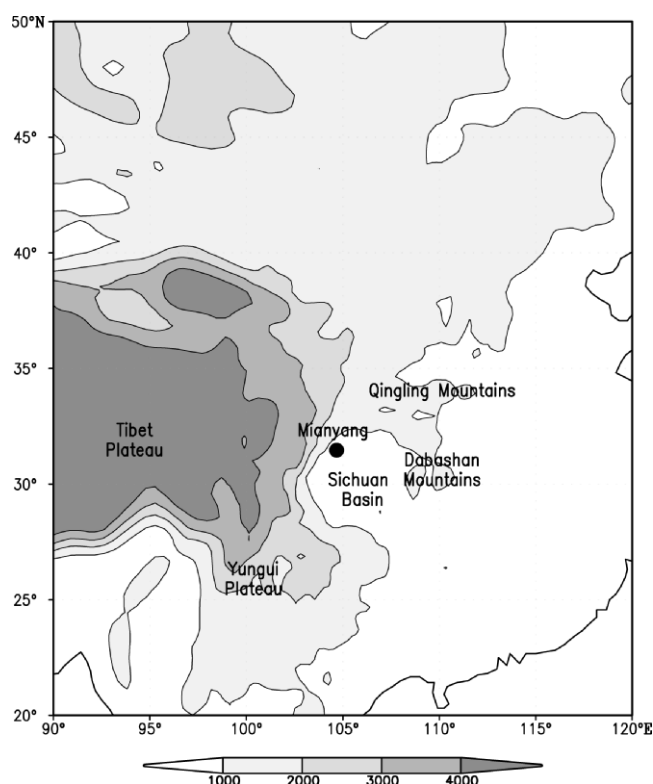 50°N
45°
40°
Qingling Mountains
35°
Tibet
Plateau
Mianyang
Dabashan
Mountains
Sichuan
Basin
30°
Yungui
Plateau
25°
20°
90° 95° 100° 105° 110° 115° 120°E
1000 2000 3000 4000